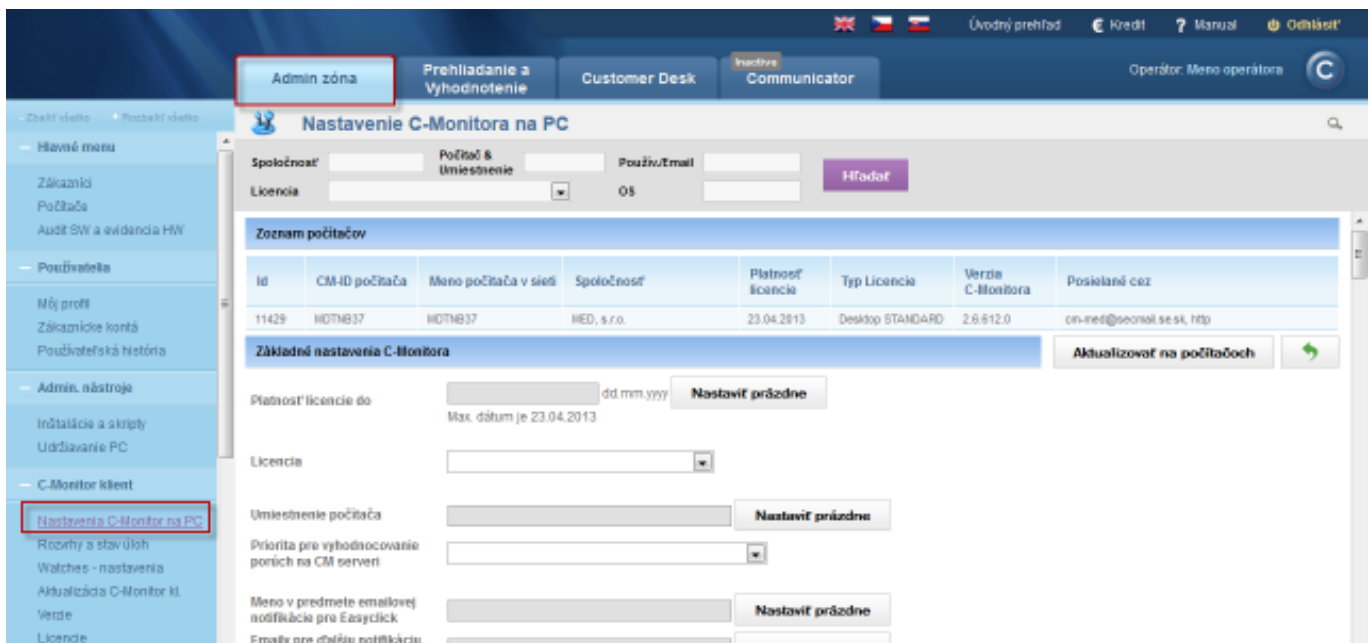 Úvodný prehľad € Kredit ? Manual Odhlásiť
Admin zóna
Prehliadanie a
Vyhodnotenie
Customer Desk
Inactive
Communicator
Operátor: Meno operátora
Zbaliť všetko Rozbaliť všetko
Nastavenie C-Monitora na PC
Hlavné menu
Zákazníci
Počítače
Audit SW a evidencia HW
Používatelia
Môj profil
Zákaznícke kontá
Používateľská história
Admin. nástroje
Inštalácie a skripty
Udržiavanie PC
C-Monitor klient
Nastavenia C-Monitor na PC
Rozvrhy a stav úloh
Watches - nastavenia
Aktualizácia C-Monitor kl.
Verzie
Licencie
Spoločnosť
Počítač &
Umiestnenie
Použív./Email
Hľadať
Licencia
OS
Zoznam počítačov
Id CM-ID počítača Meno počítača v sieti Spoločnosť Platnosť licencie Typ Licencie Verzia C-Monitora Posielané cez
11429 MDTNB37 MDTNB37 MED, s.r.o. 23.04.2013 Desktop STANDARD 2.6.612.0 cm-med@secmail.se.sk, http
Základné nastavenia C-Monitora
Aktualizovať na počítačoch
Platnosť licencie do dd.mm.yyyy Nastaviť prázdne
Max. dátum je 23.04.2013
Licencia
Umiestnenie počítača Nastaviť prázdne
Priorita pre vyhodnocovanie
porúch na CM serveri
Meno v predmete emailovej
notifikácie pre Easyclick
Nastaviť prázdne
Emaily pre ďalšiu notifikáciu